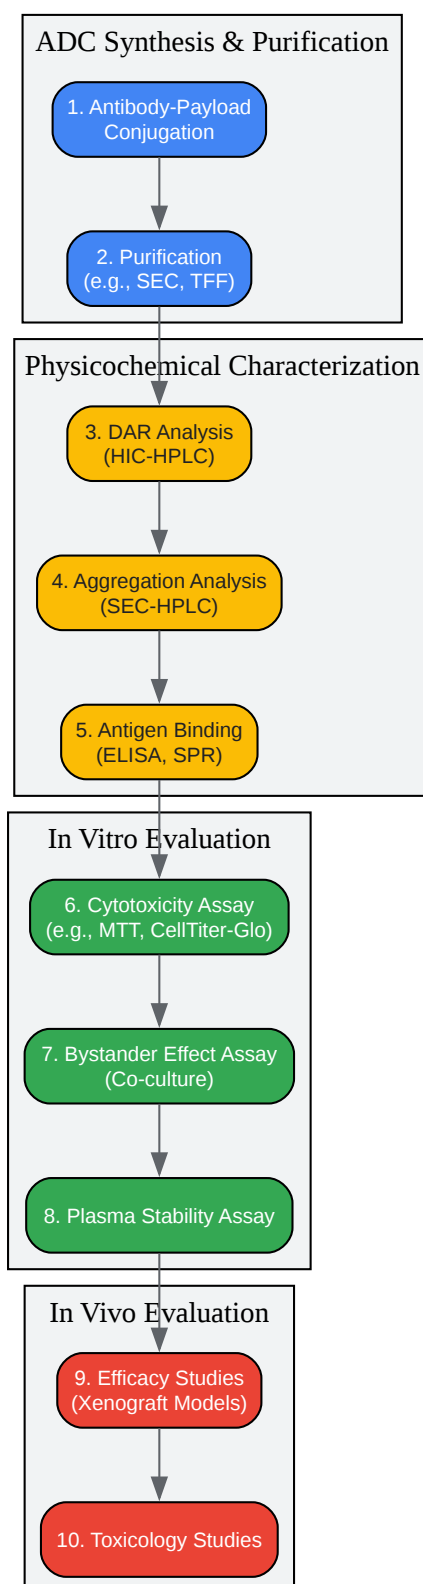 ADC Synthesis & Purification
1. Antibody-Payload
Conjugation
2. Purification
(e.g., SEC, TFF)
Physicochemical Characterization
3. DAR Analysis
(HIC-HPLC)
4. Aggregation Analysis
(SEC-HPLC)
5. Antigen Binding
(ELISA, SPR)
In Vitro Evaluation
6. Cytotoxicity Assay
(e.g., MTT, CellTiter-Glo)
7. Bystander Effect Assay
(Co-culture)
8. Plasma Stability Assay
In Vivo Evaluation
9. Efficacy Studies
(Xenograft Models)
10. Toxicology Studies